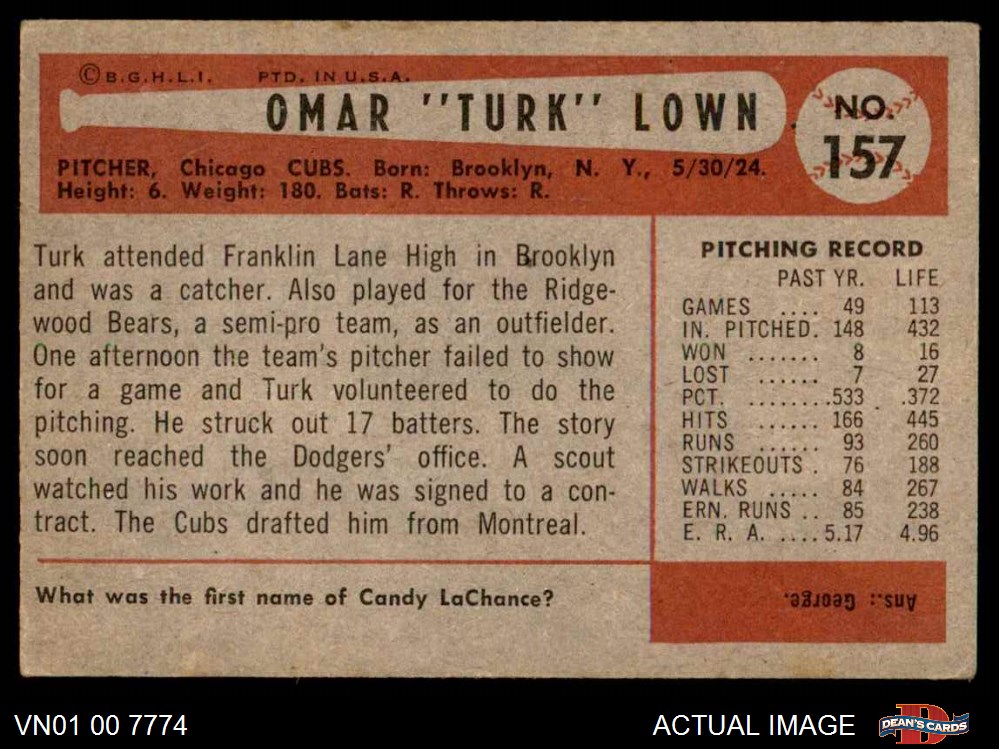 ©B.G.H.L.I. PTD. IN U.S.A.
OMAR "TURK" LOWN
NO.
157
PITCHER, Chicago CUBS. Born: Brooklyn, N. Y., 5/30/24.
Height: 6. Weight: 180. Bats: R. Throws: R.
Turk attended Franklin Lane High in Brooklyn
and was a catcher. Also played for the Ridge-
wood Bears, a semi-pro team, as an outfielder.
One afternoon the team's pitcher failed to show
for a game and Turk volunteered to do the
pitching. He struck out 17 batters. The story
soon reached the Dodgers' office. A scout
watched his work and he was signed to a con-
tract. The Cubs drafted him from Montreal.
PITCHING RECORD
PAST YR. LIFE
GAMES .... 49 113
IN. PITCHED. 148 432
WON ....... 8 16
LOST ...... 7 27
PCT. ........ .533 .372
HITS ...... 166 445
RUNS ...... 93 260
STRIKEOUTS . 76 188
WALKS ..... 84 267
ERN. RUNS .. 85 238
E. R. A. .... 5.17 4.96
What was the first name of Candy LaChance?
Ans.: George.
VN01 00 7774
ACTUAL IMAGE
D
DEAN'S CARDS